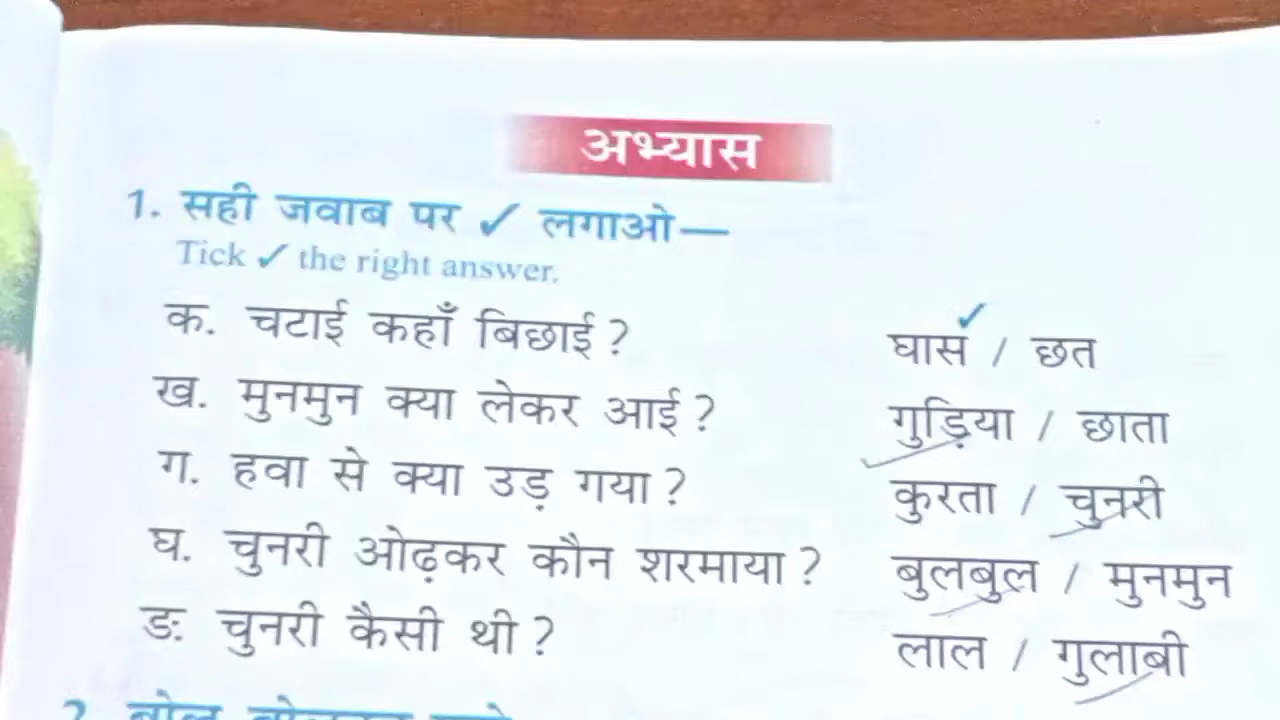 अभ्यास
1. सही जवाब पर ✓ लगाओ—
Tick ✓ the right answer.
क. चटाई कहाँ बिछाई? घास ✓ / छत
ख. मुनमुन क्या लेकर आई? गुड़िया / छाता
ग. हवा से क्या उड़ गया? कुरता / चुनरी
घ. चुनरी ओढ़कर कौन शरमाया? बुलबुल / मुनमुन
ङ. चुनरी कैसी थी? लाल / गुलाबी